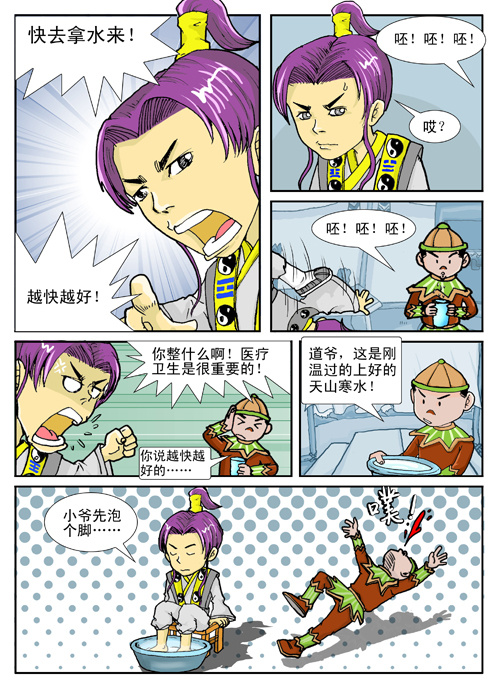 快去拿水来！
越快越好！
呸！呸！呸！
哎？
呸！呸！呸！
你整什么啊！医疗
卫生是很重要的！
你说越快越
好的……
道爷，这是刚
温过的上好的
天山寒水！
小爷先泡
个脚……
噗！